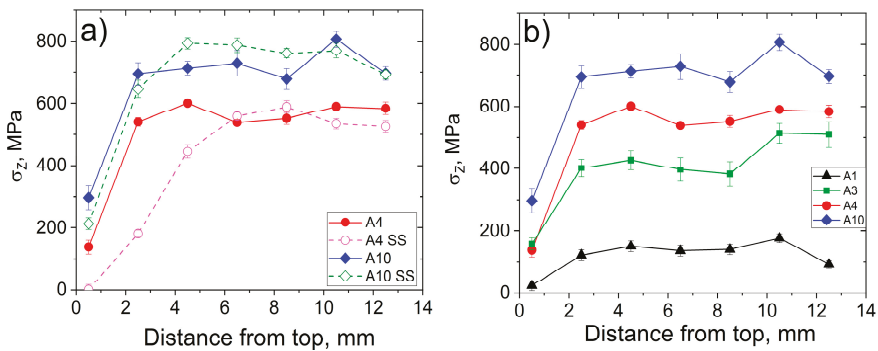 a)
800
600
400
200
0
σZ, MPa
0 2 4 6 8 10 12 14
Distance from top, mm
A4
A4 SS
A10
A10 SS
b)
800
600
400
200
0
σZ, MPa
0 2 4 6 8 10 12 14
Distance from top, mm
A1
A3
A4
A10